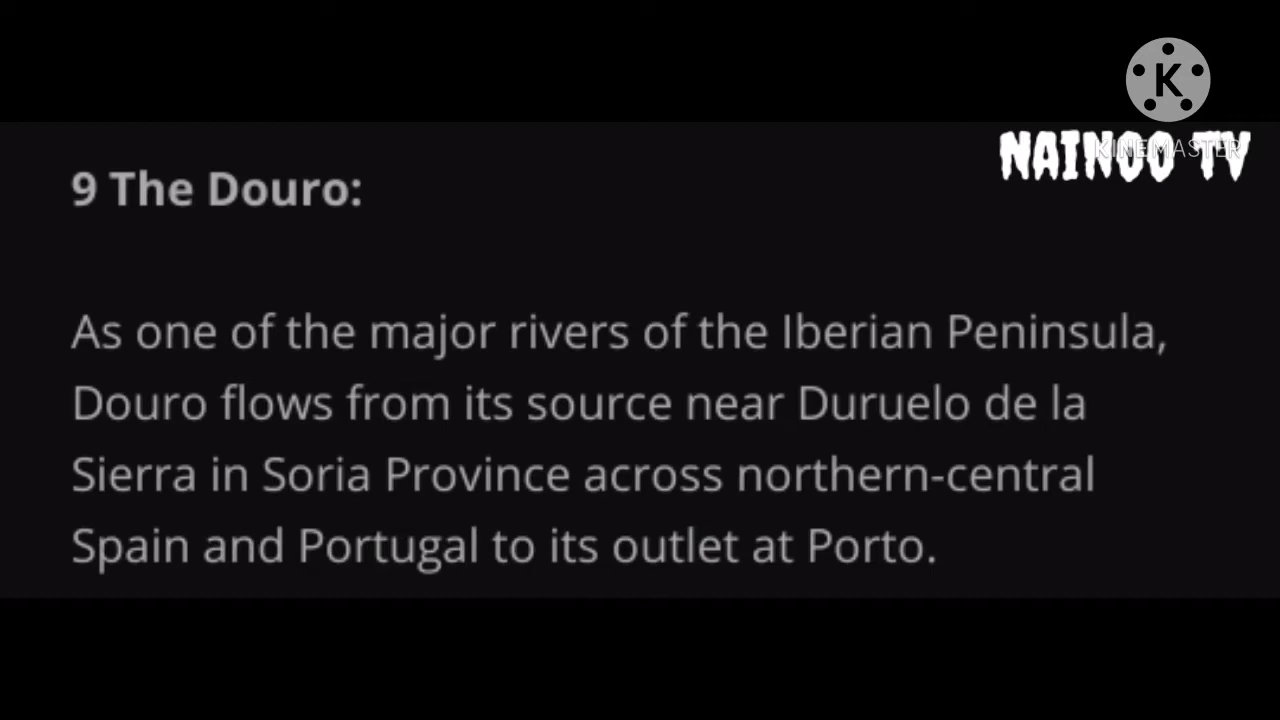 K
KINEMASTER
NAINOO TV
9 The Douro:
As one of the major rivers of the Iberian Peninsula,
Douro flows from its source near Duruelo de la
Sierra in Soria Province across northern-central
Spain and Portugal to its outlet at Porto.